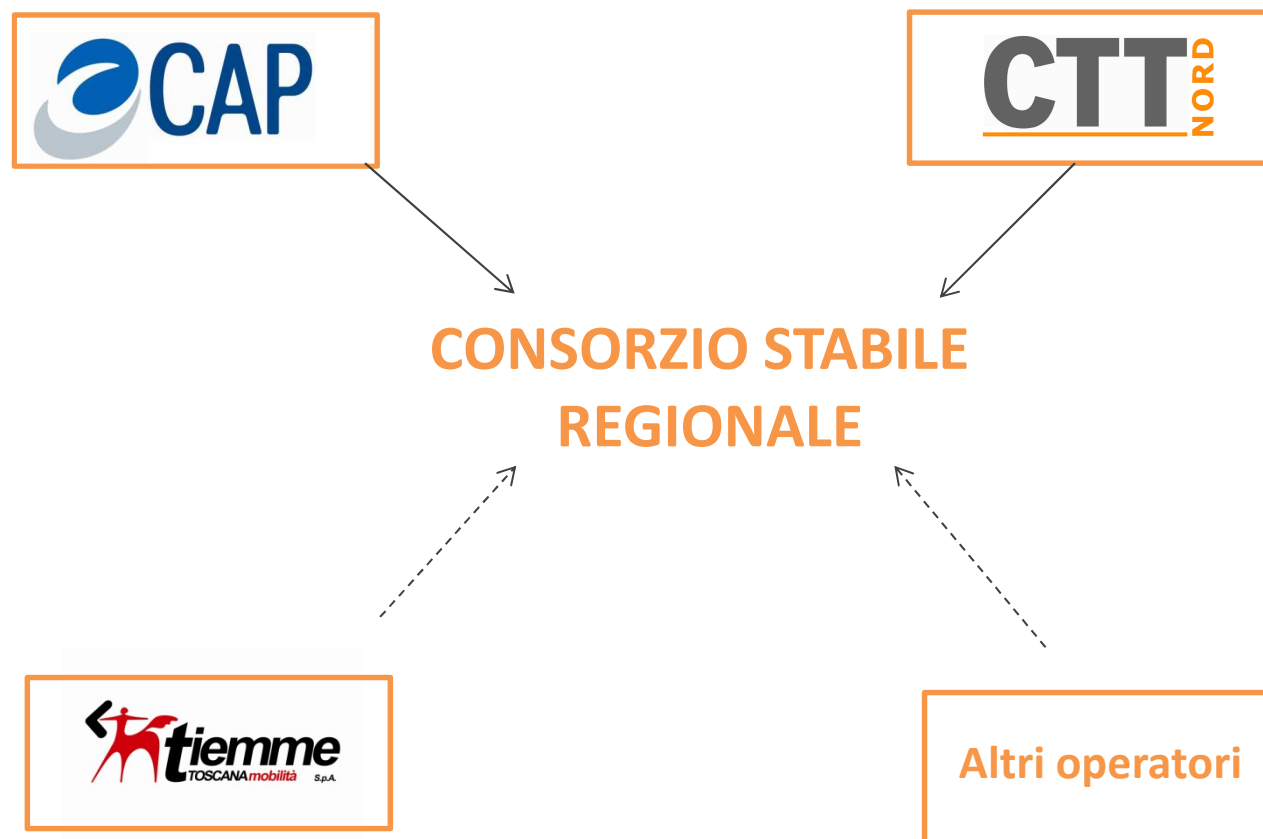 CAP
CTT NORD
CONSORZIO STABILE
REGIONALE
tiemme
TOSCANA mobilità S.p.A.
Altri operatori